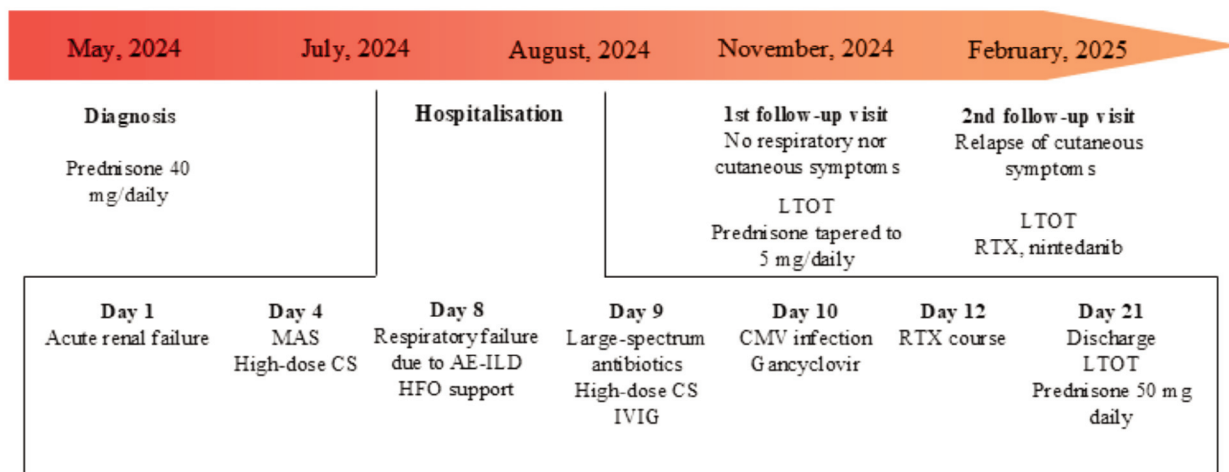 May, 2024
July, 2024
August, 2024
November, 2024
February, 2025
Diagnosis
Prednisone 40
mg/daily
Hospitalisation
1st follow-up visit
No respiratory nor
cutaneous symptoms
LTOT
Prednisone tapered to
5 mg/daily
2nd follow-up visit
Relapse of cutaneous
symptoms
LTOT
RTX, nintedanib
Day 1
Acute renal failure
Day 4
MAS
High-dose CS
Day 8
Respiratory failure
due to AE-ILD
HFO support
Day 9
Large-spectrum
antibiotics
High-dose CS
IVIG
Day 10
CMV infection
Gancyclovir
Day 12
RTX course
Day 21
Discharge
LTOT
Prednisone 50 mg
daily